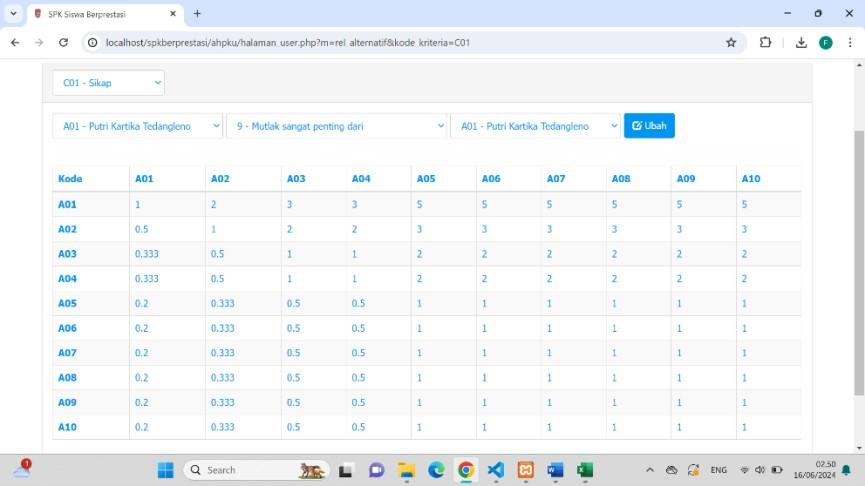 SPK Siswa Berprestasi
localhost/spkberprestasi/ahpku/halaman_user.php?m=rel_alternatif&kode_kriteria=C01
F
C01 - Sikap
A01 - Putri Kartika Tedangleno 9 - Mutlak sangat penting dari A01 - Putri Kartika Tedangleno Ubah
Kode A01 A02 A03 A04 A05 A06 A07 A08 A09 A10
A01 1 2 3 3 5 5 5 5 5 5
A02 0.5 1 2 2 3 3 3 3 3 3
A03 0.333 0.5 1 1 2 2 2 2 2 2
A04 0.333 0.5 1 1 2 2 2 2 2 2
A05 0.2 0.333 0.5 0.5 1 1 1 1 1 1
A06 0.2 0.333 0.5 0.5 1 1 1 1 1 1
A07 0.2 0.333 0.5 0.5 1 1 1 1 1 1
A08 0.2 0.333 0.5 0.5 1 1 1 1 1 1
A09 0.2 0.333 0.5 0.5 1 1 1 1 1 1
A10 0.2 0.333 0.5 0.5 1 1 1 1 1 1
1 Search ENG 02.50
16/06/2024